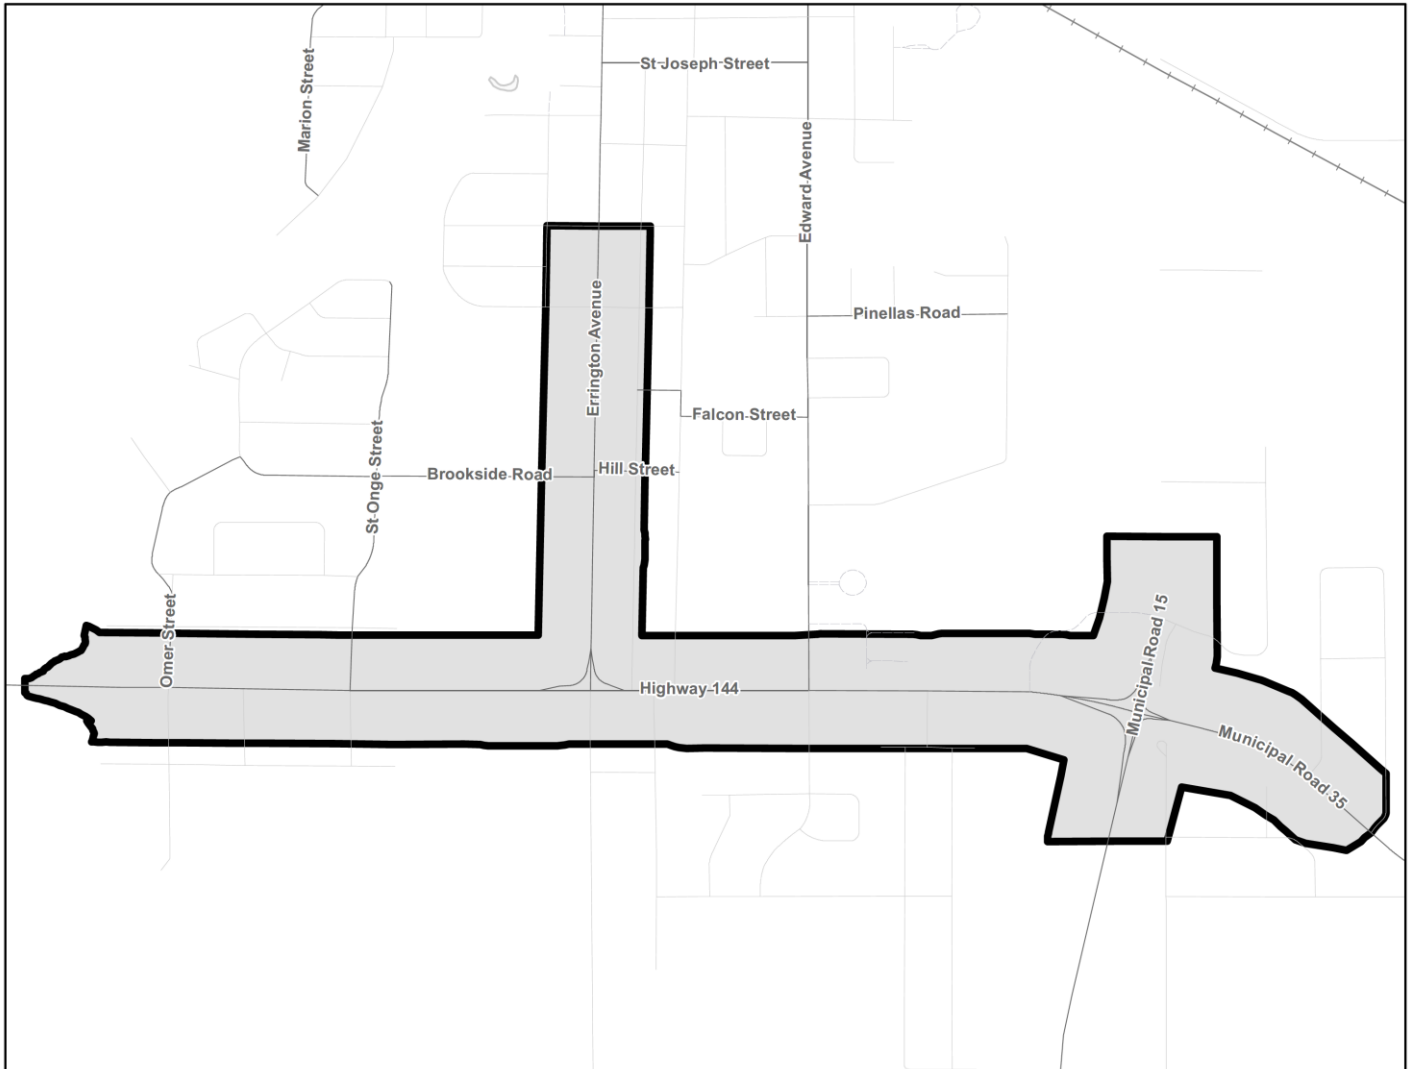 Marion Street
St Joseph Street
Edward Avenue
Errington Avenue
Pinellas Road
Falcon Street
St Onge Street
Brookside Road
Hill Street
Omer Street
Highway 144
Municipal Road 15
Municipal Road 35